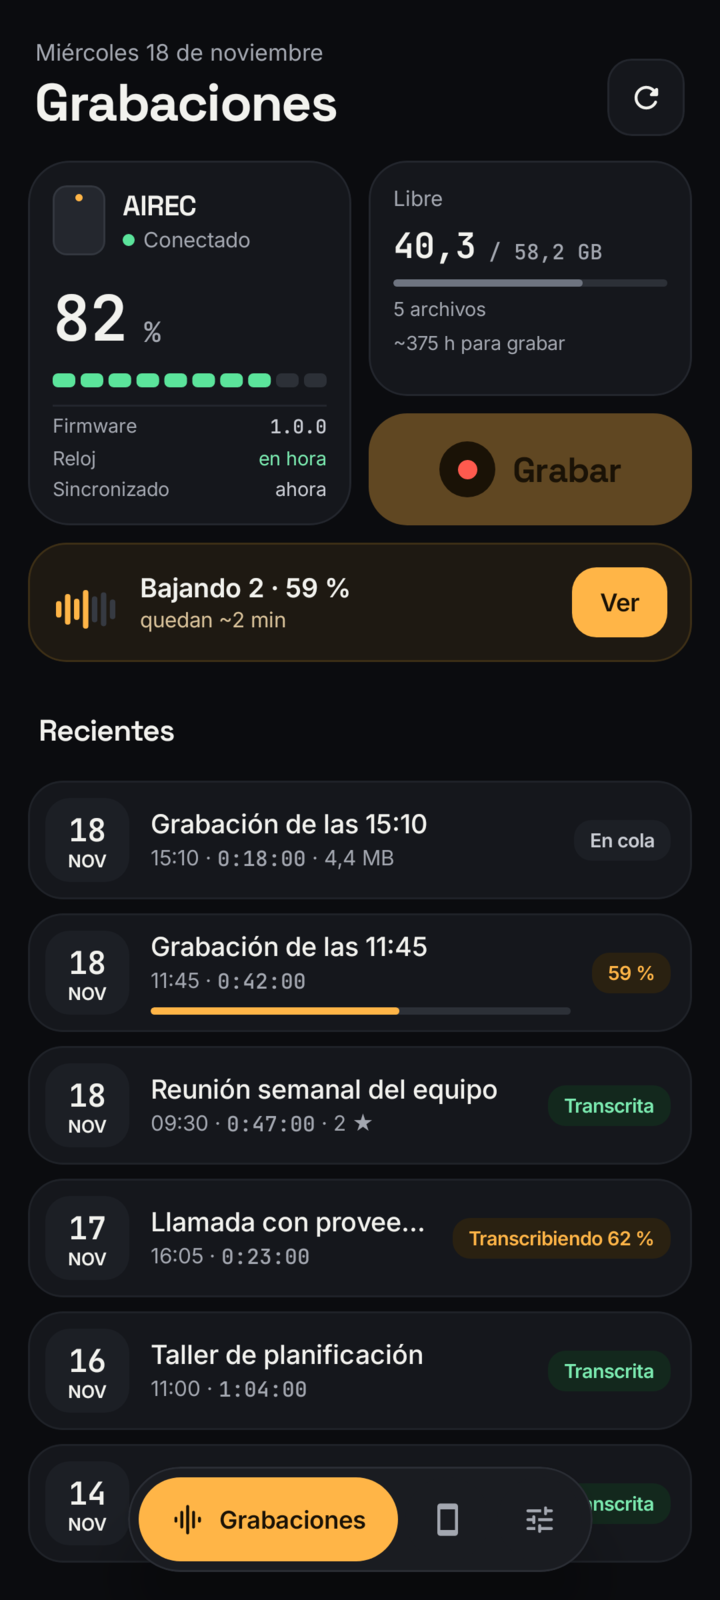 Miércoles 18 de noviembre
Grabaciones
AIREC
Conectado
82 %
Firmware 1.0.0
Reloj en hora
Sincronizado ahora
Libre
40,3 / 58,2 GB
5 archivos
~375 h para grabar
Grabar
Bajando 2 · 59 %
quedan ~2 min
Ver
Recientes
18 NOV
Grabación de las 15:10
15:10 · 0:18:00 · 4,4 MB
En cola
18 NOV
Grabación de las 11:45
11:45 · 0:42:00
59 %
18 NOV
Reunión semanal del equipo
09:30 · 0:47:00 · 2 ★
Transcrita
17 NOV
Llamada con provee...
16:05 · 0:23:00
Transcribiendo 62 %
16 NOV
Taller de planificación
11:00 · 1:04:00
Transcrita
14 NOV
nscrita
Grabaciones